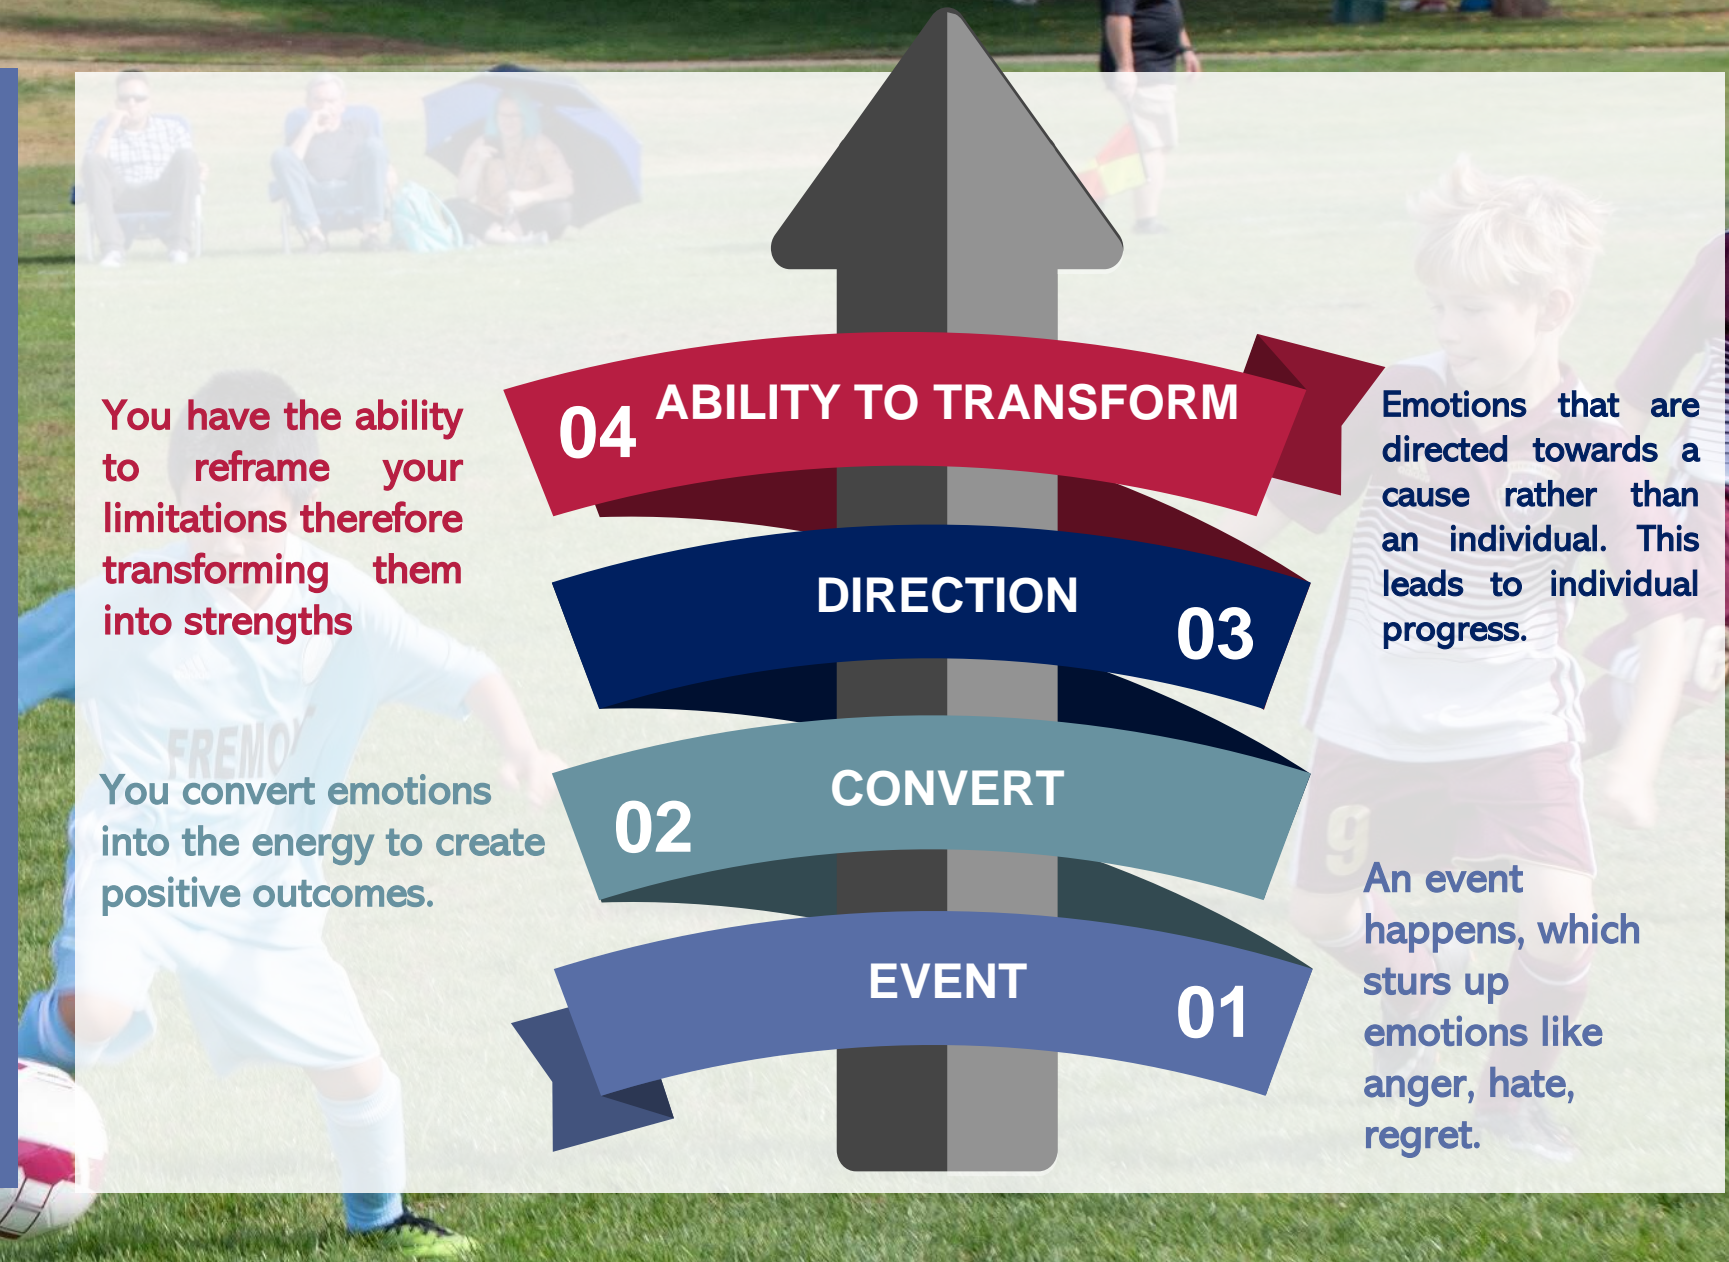 ABILITY TO TRANSFORM
04
You have the ability
to reframe your
limitations therefore
transforming them
into strengths
Emotions that are
directed towards a
cause rather than
an individual. This
leads to individual
progress.
DIRECTION
03
CONVERT
02
You convert emotions
into the energy to create
positive outcomes.
FREMO
9
An event
happens, which
sturs up
emotions like
anger, hate,
regret.
EVENT
01